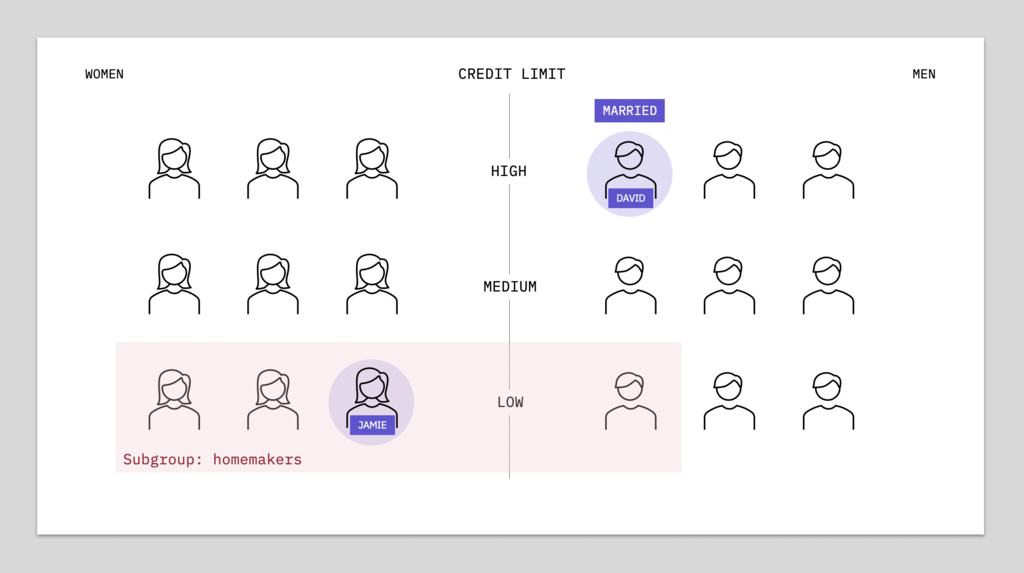 WOMEN
CREDIT LIMIT
MEN
MARRIED
HIGH
DAVID
MEDIUM
LOW
JAMIE
Subgroup: homemakers